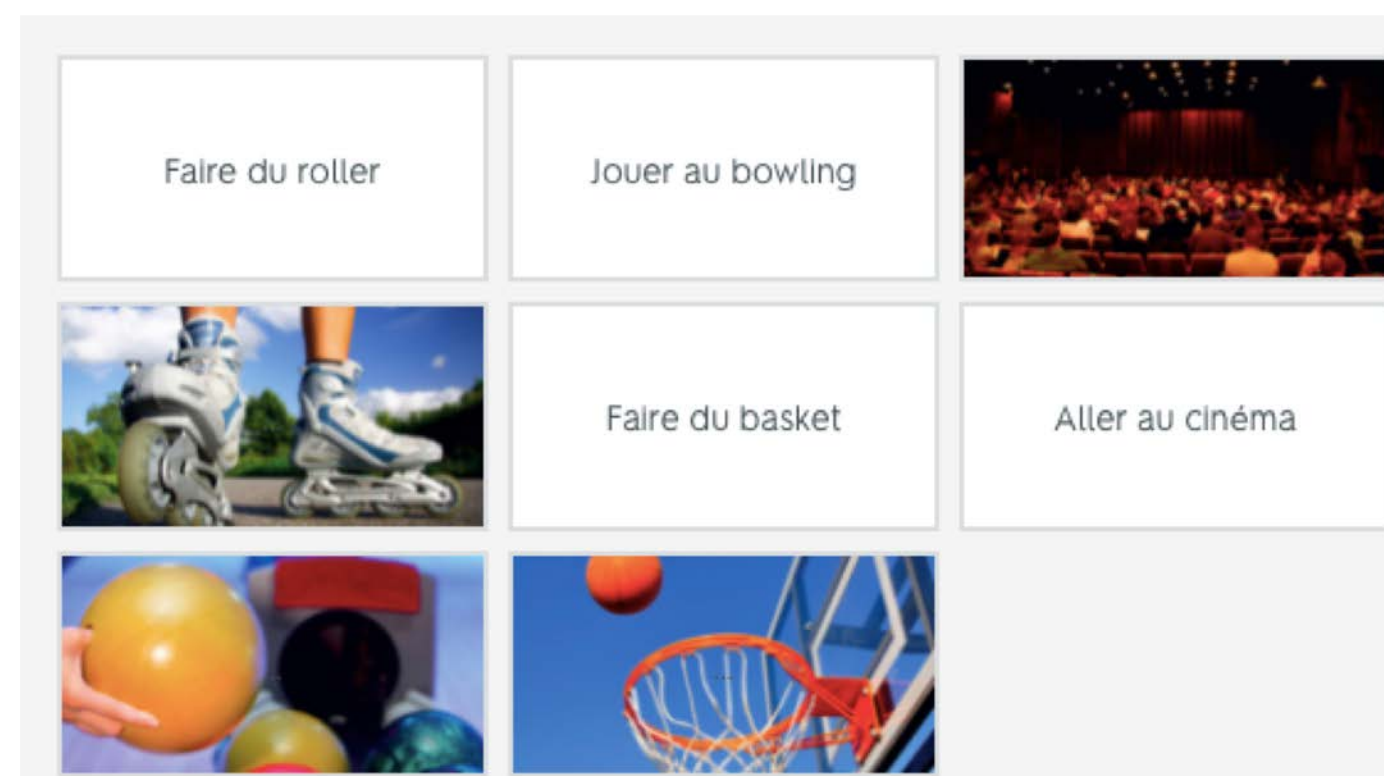 Faire du roller
Jouer au bowling
Faire du basket
Aller au cinéma